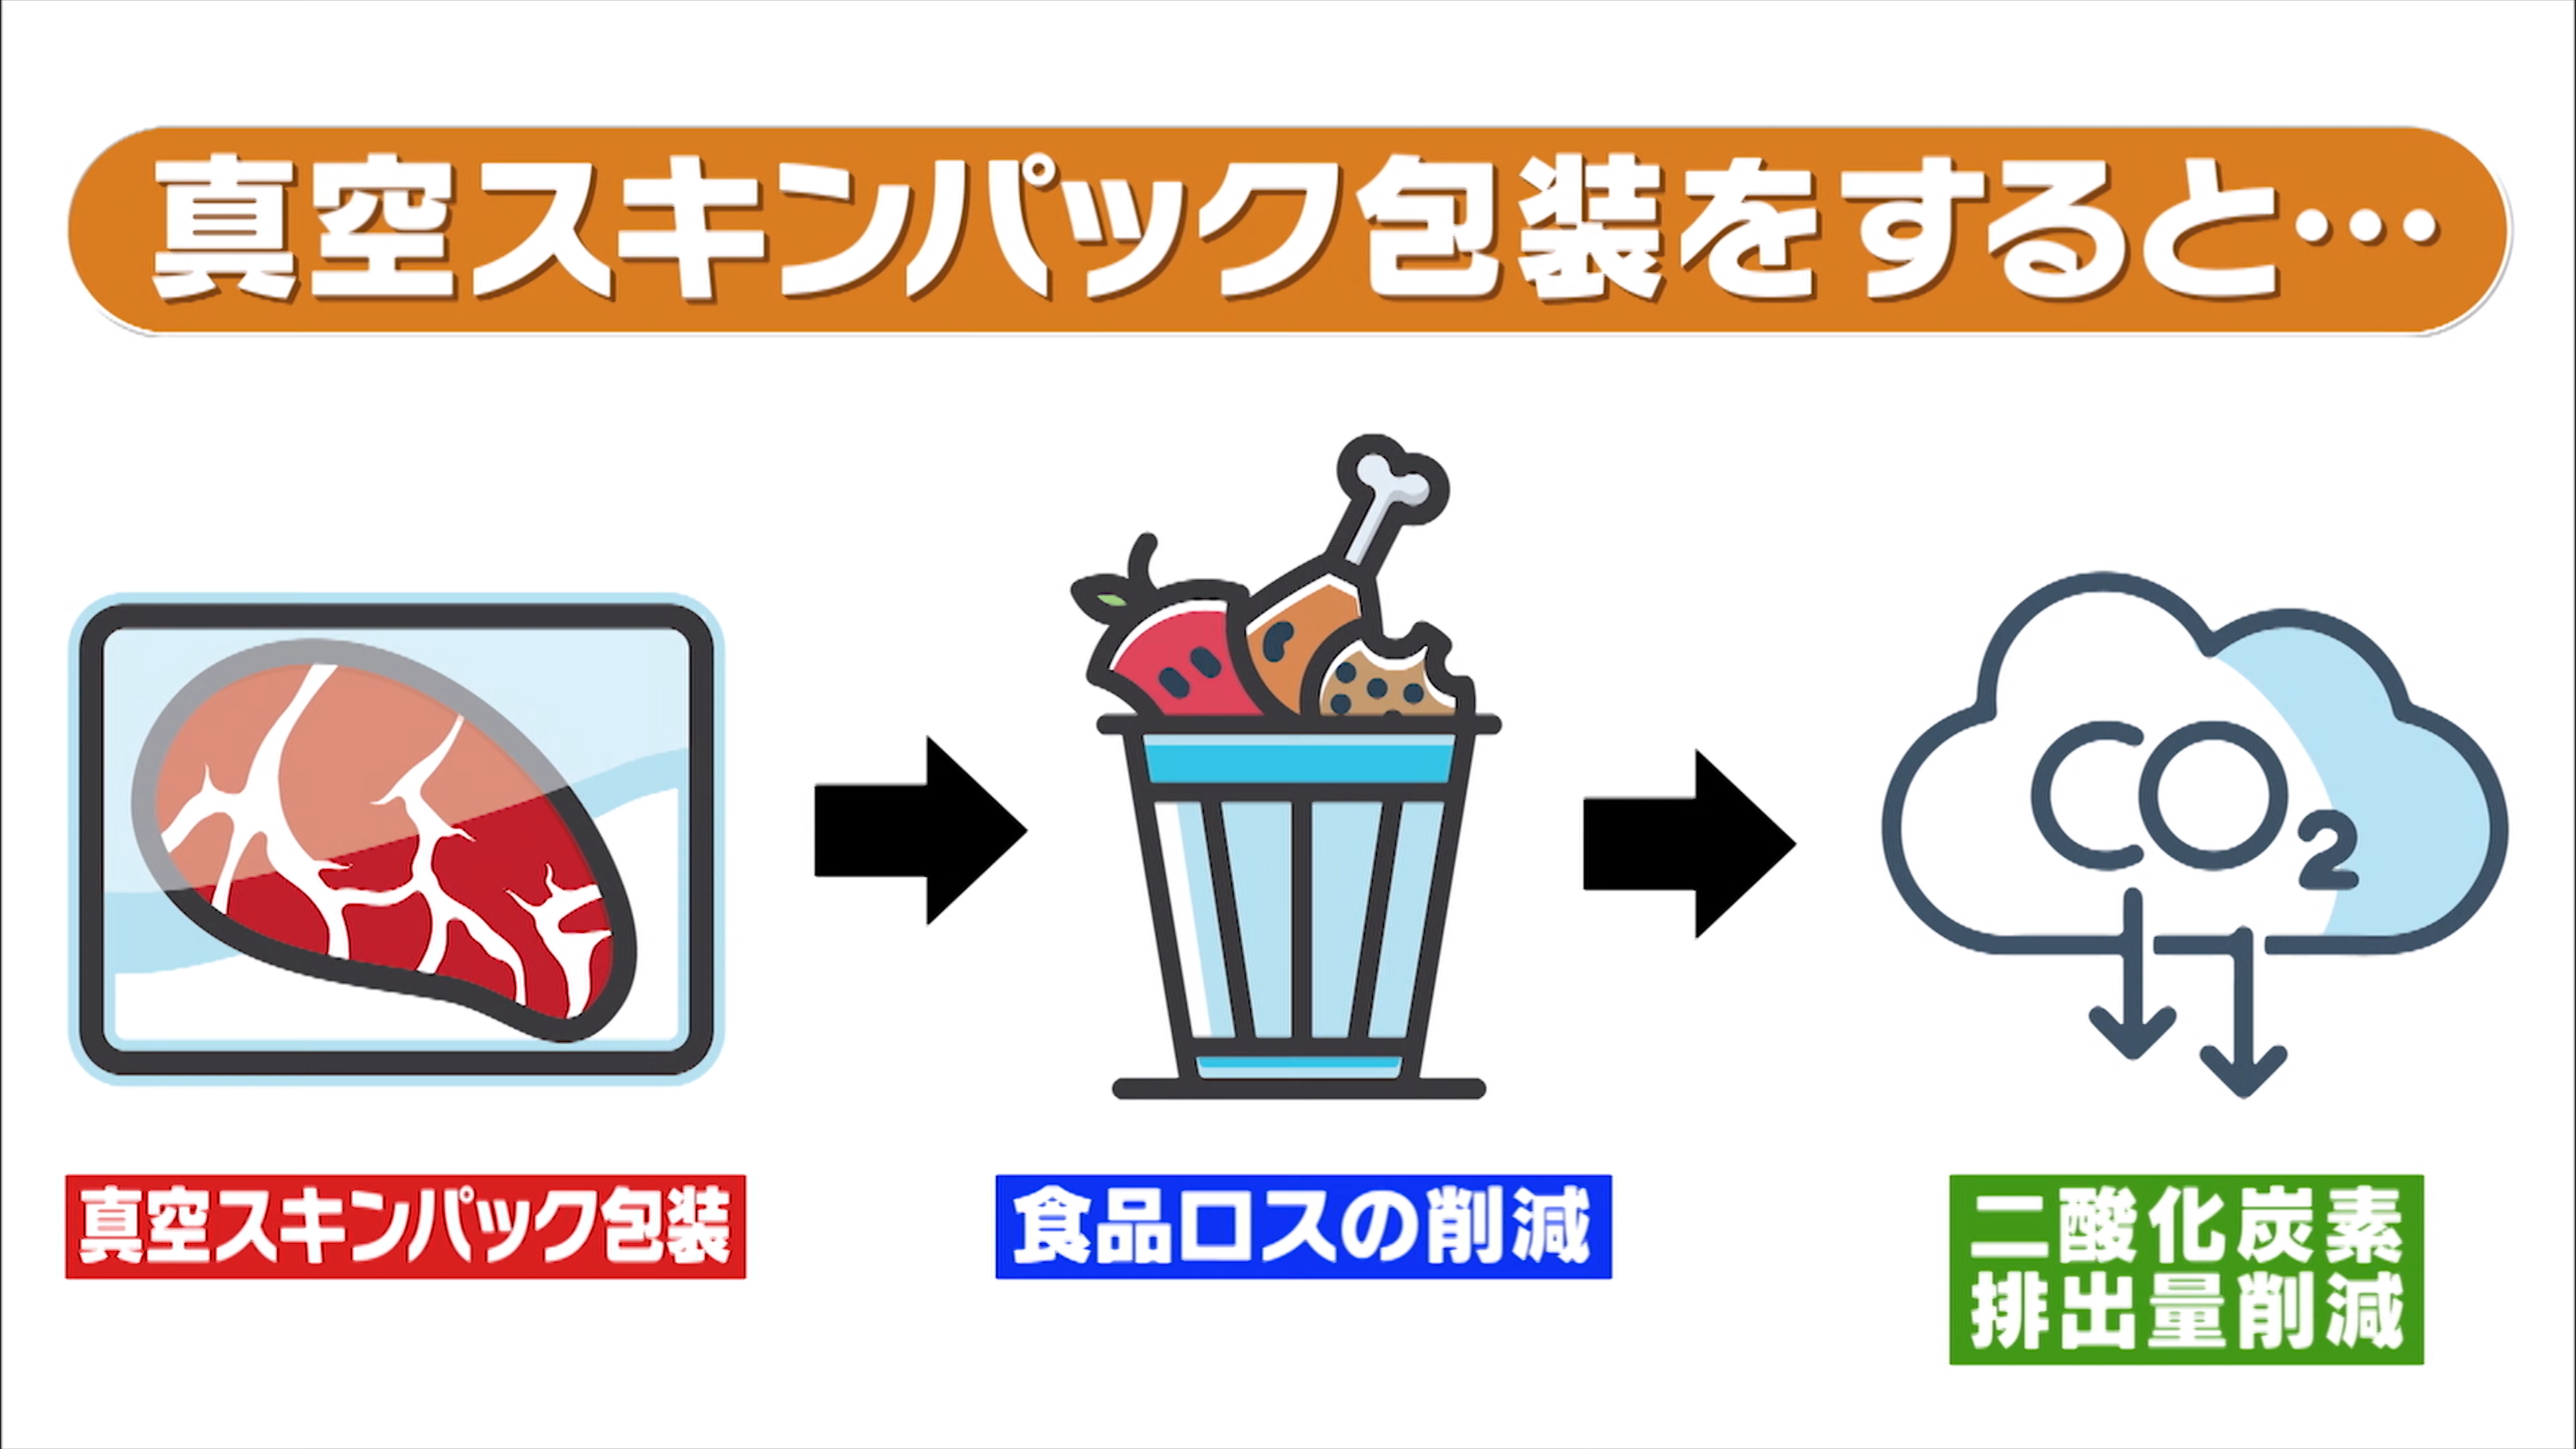 真空スキンパック包装をすると…
CO₂
真空スキンパック包装
食品ロスの削減
二酸化炭素
排出量削減